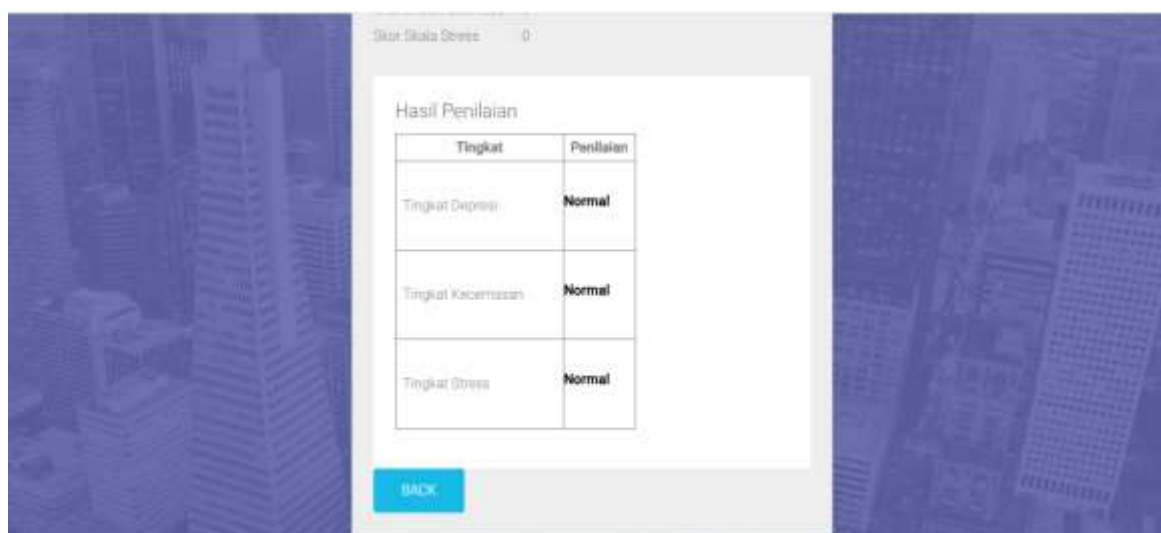 Skor Skala Stress 0
Hasil Penilaian
Tingkat Penilaian
Tingkat Depresi Normal
Tingkat Kecemasan Normal
Tingkat Stress Normal
BACK